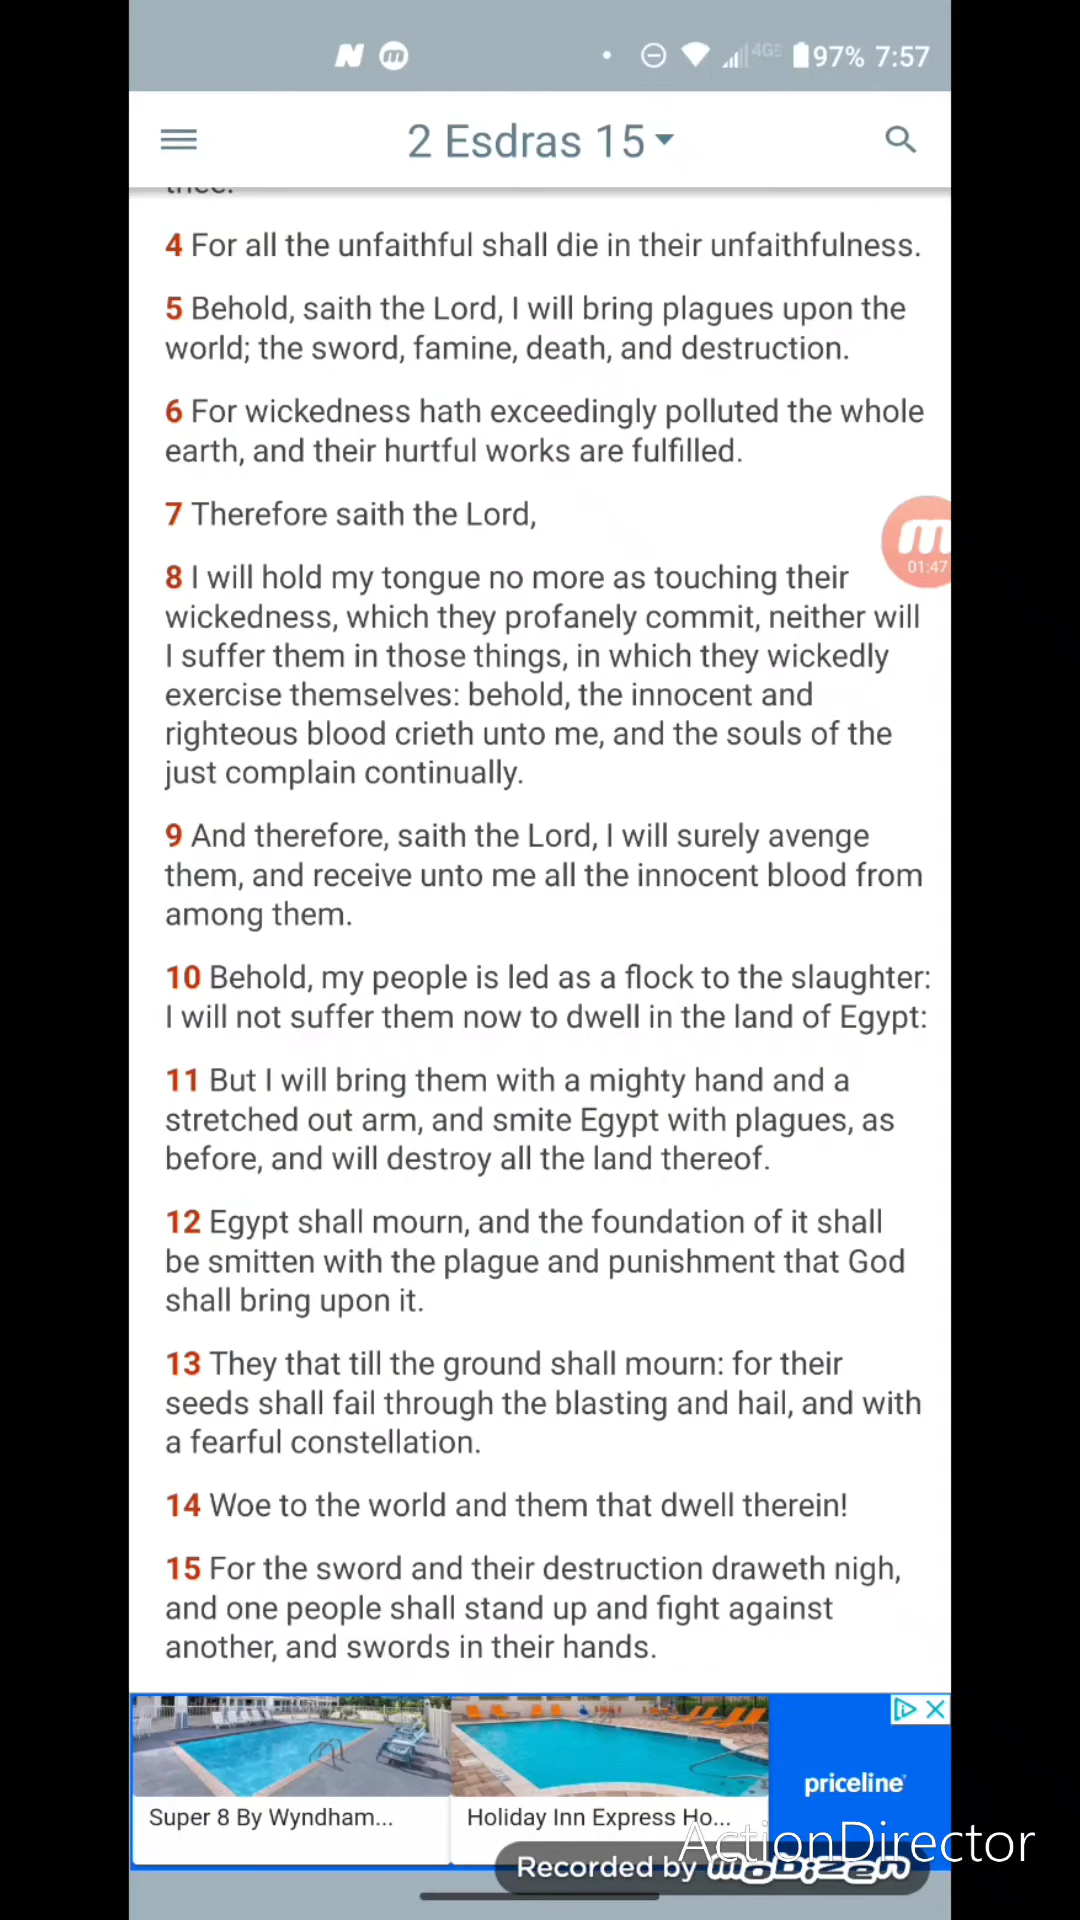 N m 4GE 97% 7:57
2 Esdras 15
thee.
4 For all the unfaithful shall die in their unfaithfulness.
5 Behold, saith the Lord, I will bring plagues upon the
world; the sword, famine, death, and destruction.
6 For wickedness hath exceedingly polluted the whole
earth, and their hurtful works are fulfilled.
7 Therefore saith the Lord,
m
01:47
8 I will hold my tongue no more as touching their
wickedness, which they profanely commit, neither will
I suffer them in those things, in which they wickedly
exercise themselves: behold, the innocent and
righteous blood crieth unto me, and the souls of the
just complain continually.
9 And therefore, saith the Lord, I will surely avenge
them, and receive unto me all the innocent blood from
among them.
10 Behold, my people is led as a flock to the slaughter:
I will not suffer them now to dwell in the land of Egypt:
11 But I will bring them with a mighty hand and a
stretched out arm, and smite Egypt with plagues, as
before, and will destroy all the land thereof.
12 Egypt shall mourn, and the foundation of it shall
be smitten with the plague and punishment that God
shall bring upon it.
13 They that till the ground shall mourn: for their
seeds shall fail through the blasting and hail, and with
a fearful constellation.
14 Woe to the world and them that dwell therein!
15 For the sword and their destruction draweth nigh,
and one people shall stand up and fight against
another, and swords in their hands.
priceline
Super 8 By Wyndham...
Holiday Inn Express Ho...
ActionDirector
Recorded by mobizen